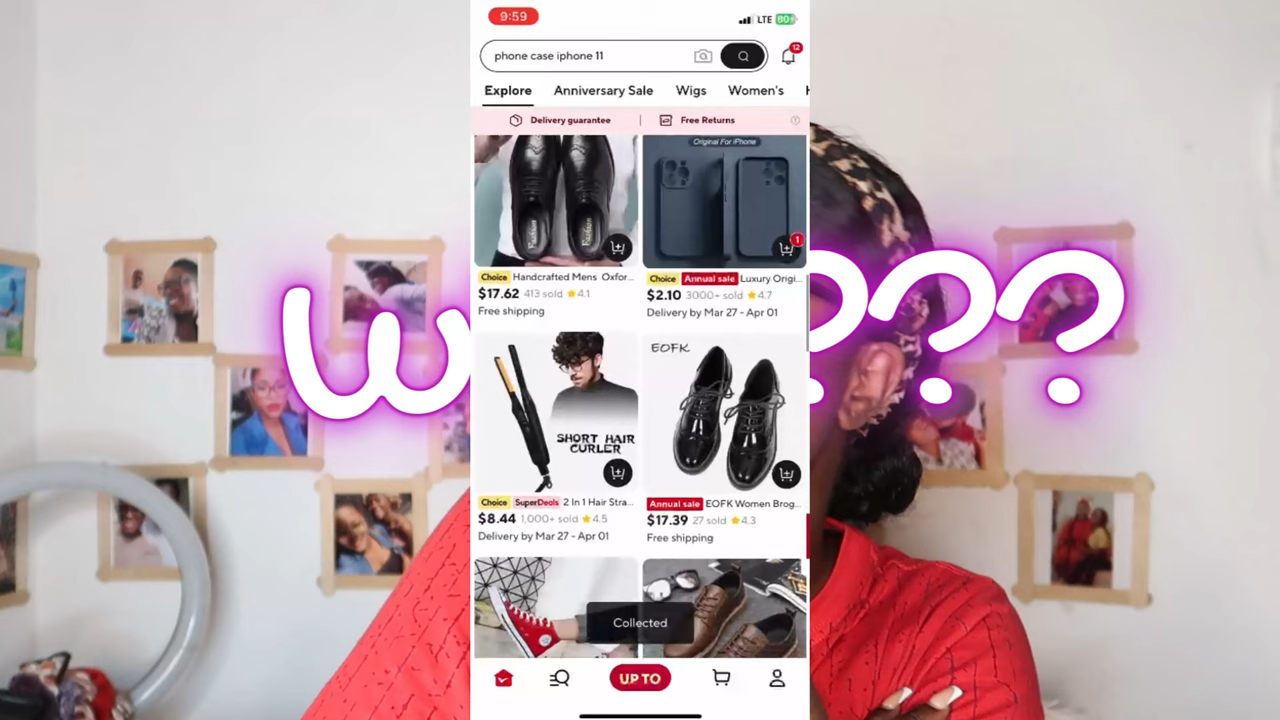 9:59
LTE 80
phone case iphone 11
12
Explore Anniversary Sale Wigs Women's
Delivery guarantee | Free Returns
Original For iPhone
Fashion Fashion
1
Choice Handcrafted Mens Oxfor...
$17.62 413 sold 4.1
Free shipping
Choice Annual sale Luxury Origi...
$2.10 3000+ sold 4.7
Delivery by Mar 27 - Apr 01
W ???
SHORT HAIR
CURLER
EOFK
Choice SuperDeals 2 In 1 Hair Stra...
$8.44 1,000+ sold 4.5
Delivery by Mar 27 - Apr 01
Annual sale EOFK Women Brog...
$17.39 27 sold 4.3
Free shipping
Collected
UP TO